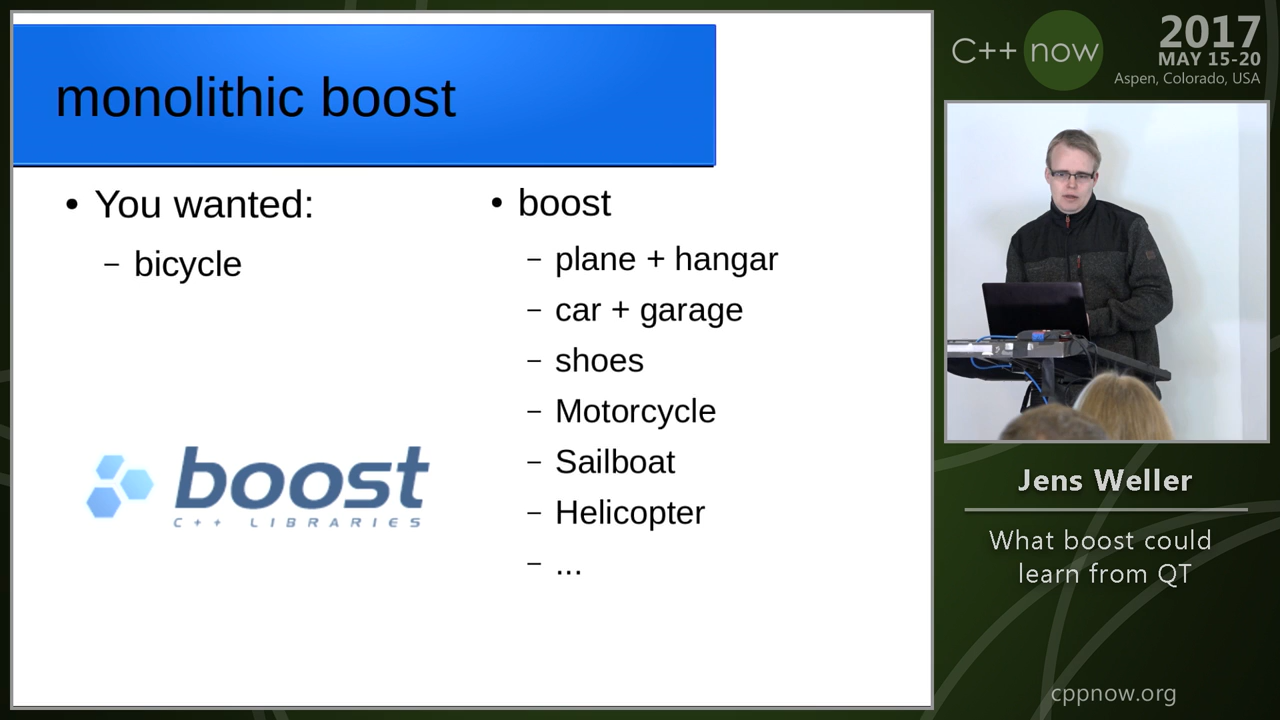 monolithic boost
• You wanted:
– bicycle
• boost
– plane + hangar
– car + garage
– shoes
– Motorcycle
– Sailboat
– Helicopter
– ...
boost
C++ LIBRARIES
C++ now
2017
MAY 15-20
Aspen, Colorado, USA
Jens Weller
What boost could
learn from QT
cppnow.org